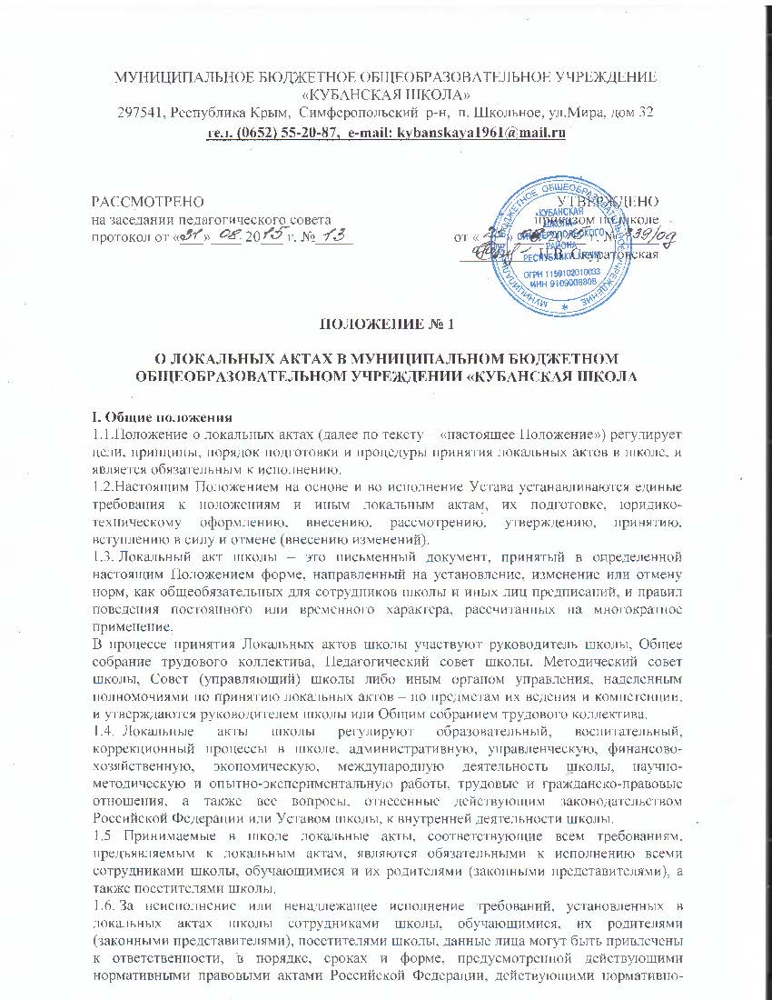 МУНИЦИПАЛЬНОЕ БЮДЖЕТНОЕ ОБЩЕОБРАЗОВАТЕЛЬНОЕ УЧРЕЖДЕНИЕ
«КУБАНСКАЯ ШКОЛА»
297541, Республика Крым, Симферопольский р-н, п. Школьное, ул.Мира, дом 32
тел. (0652) 55-20-87, e-mail: kybanskaya1961@mail.ru
РАССМОТРЕНО
на заседании педагогического совета
протокол от «31» 08 2015 г. № 13
УТВЕРЖДЕНО
приказом по школе
от « » 2015 г. № 339/од
Н.В. Скуратовская
МУНИЦИПАЛЬНОЕ БЮДЖЕТНОЕ ОБЩЕОБРАЗОВАТЕЛЬНОЕ УЧРЕЖДЕНИЕ
«КУБАНСКАЯ
ШКОЛА»
СИМФЕРОПОЛЬСКОГО
РАЙОНА
РЕСПУБЛИКИ КРЫМ
ОГРН 1159102010033
ИНН 9109008808
ПОЛОЖЕНИЕ № 1
О ЛОКАЛЬНЫХ АКТАХ В МУНИЦИПАЛЬНОМ БЮДЖЕТНОМ
ОБЩЕОБРАЗОВАТЕЛЬНОМ УЧРЕЖДЕНИИ «КУБАНСКАЯ ШКОЛА
I. Общие положения
1.1.Положение о локальных актах (далее по тексту – «настоящее Положение») регулирует
цели, принципы, порядок подготовки и процедуры принятия локальных актов в школе, и
является обязательным к исполнению.
1.2.Настоящим Положением на основе и во исполнение Устава устанавливаются единые
требования к положениям и иным локальным актам, их подготовке, юридико-
техническому оформлению, внесению, рассмотрению, утверждению, принятию,
вступлению в силу и отмене (внесению изменений).
1.3. Локальный акт школы – это письменный документ, принятый в определенной
настоящим Положением форме, направленный на установление, изменение или отмену
норм, как общеобязательных для сотрудников школы и иных лиц предписаний, и правил
поведения постоянного или временного характера, рассчитанных на многократное
применение.
В процессе принятия Локальных актов школы участвуют руководитель школы, Общее
собрание трудового коллектива, Педагогический совет школы, Методический совет
школы, Совет (управляющий) школы либо иным органом управления, наделенным
полномочиями по принятию локальных актов – по предметам их ведения и компетенции,
и утверждаются руководителем школы или Общим собранием трудового коллектива.
1.4. Локальные акты школы регулируют образовательный, воспитательный,
коррекционный процессы в школе, административную, управленческую, финансово-
хозяйственную, экономическую, международную деятельность школы, научно-
методическую и опытно-экспериментальную работы, трудовые и гражданско-правовые
отношения, а также все вопросы, отнесенные действующим законодательством
Российской Федерации или Уставом школы, к внутренней деятельности школы.
1.5 Принимаемые в школе локальные акты, соответствующие всем требованиям,
предъявляемым к локальным актам, являются обязательными к исполнению всеми
сотрудниками школы, обучающимися и их родителями (законными представителями), а
также посетителями школы.
1.6. За неисполнение или ненадлежащее исполнение требований, установленных в
локальных актах школы сотрудниками школы, обучающимися, их родителями
(законными представителями), посетителями школы, данные лица могут быть привлечены
к ответственности, в порядке, сроках и форме, предусмотренной действующими
нормативными правовыми актами Российской Федерации, действующими нормативно-